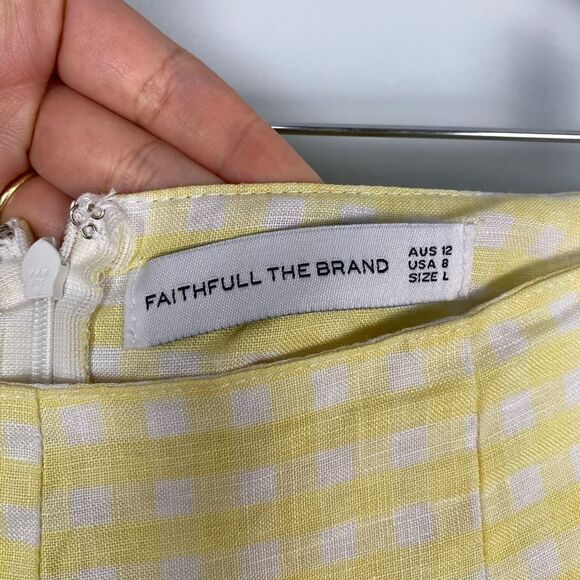 FAITHFULL THE BRAND
AUS 12
USA 8
SIZE L